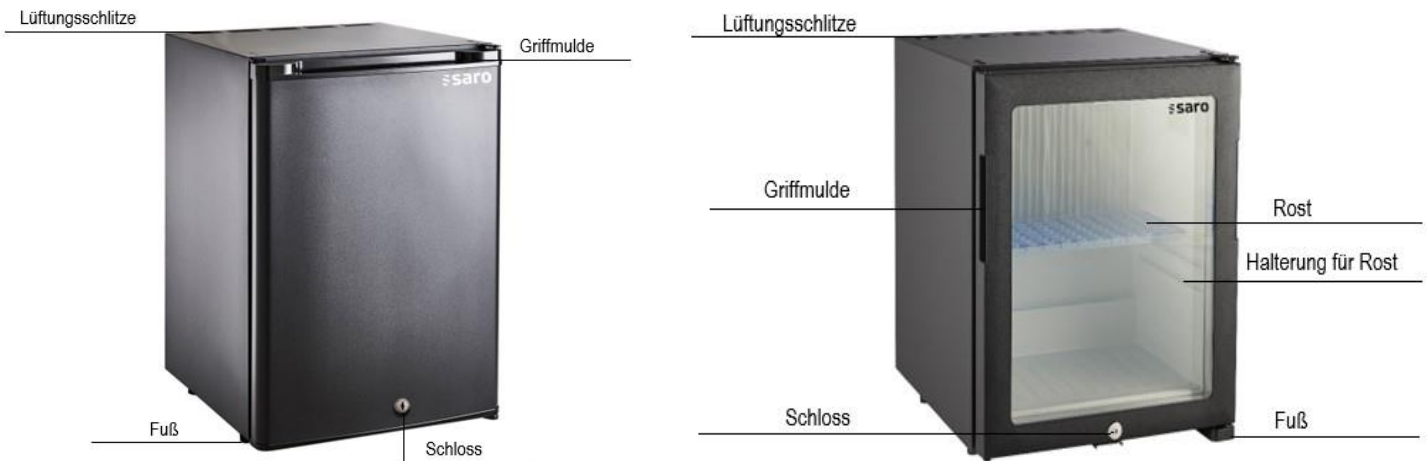 Lüftungsschlitze
Griffmulde
saro
Fuß
Schloss
Lüftungsschlitze
saro
Griffmulde
Rost
Halterung für Rost
Schloss
Fuß